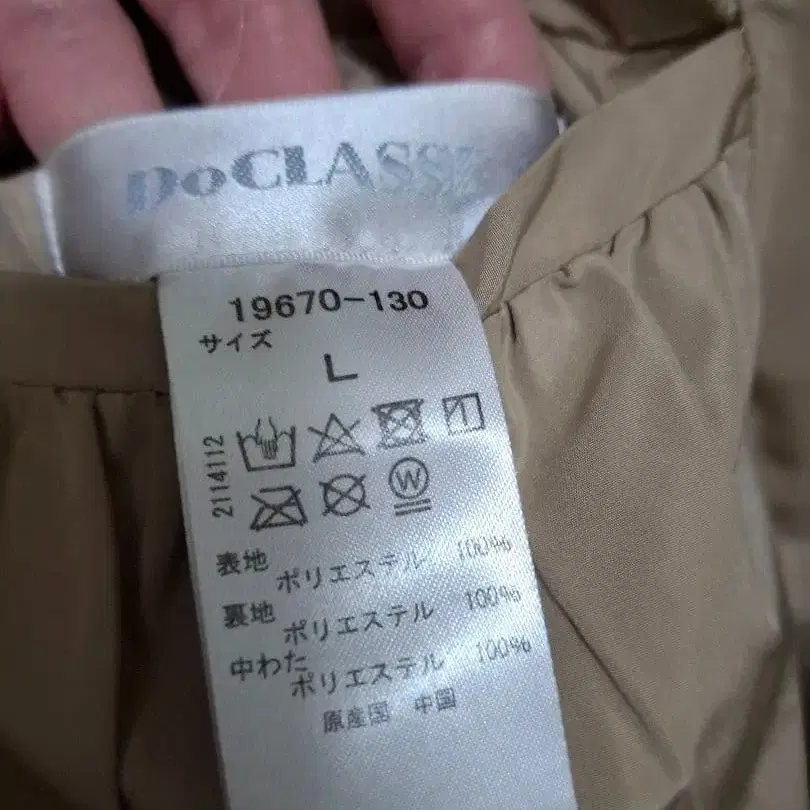 DoCLASSE
19670-130
サイズ
L
2114112
W
表地 ポリエステル 100%
裏地 ポリエステル 100%
中わた ポリエステル 100%
原産国 中国